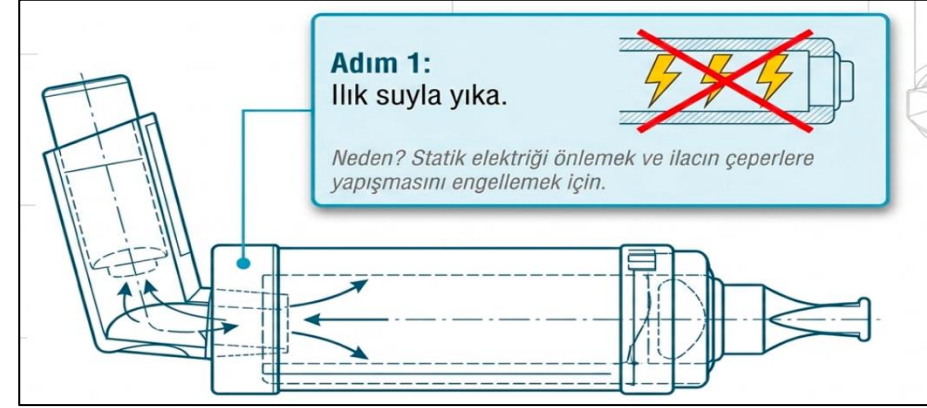 Adım 1:
Ilık suyla yıka.
Neden? Statik elektriği önlemek ve ilacın çeperlere
yapışmasını engellemek için.